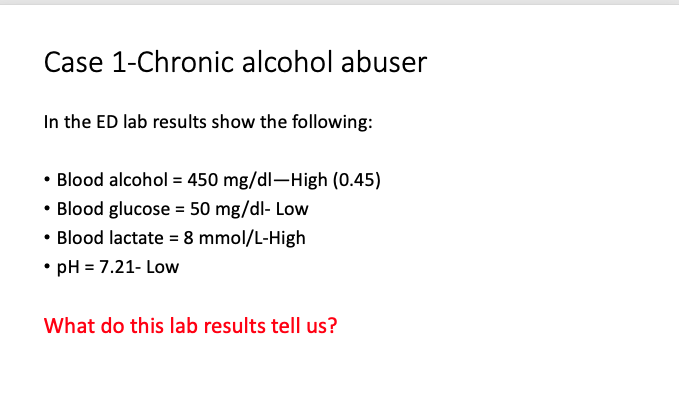 Case 1-Chronic alcohol abuser
In the ED lab results show the following:
• Blood alcohol = 450 mg/dl—High (0.45)
• Blood glucose = 50 mg/dl- Low
• Blood lactate = 8 mmol/L-High
• pH = 7.21- Low
What do this lab results tell us?